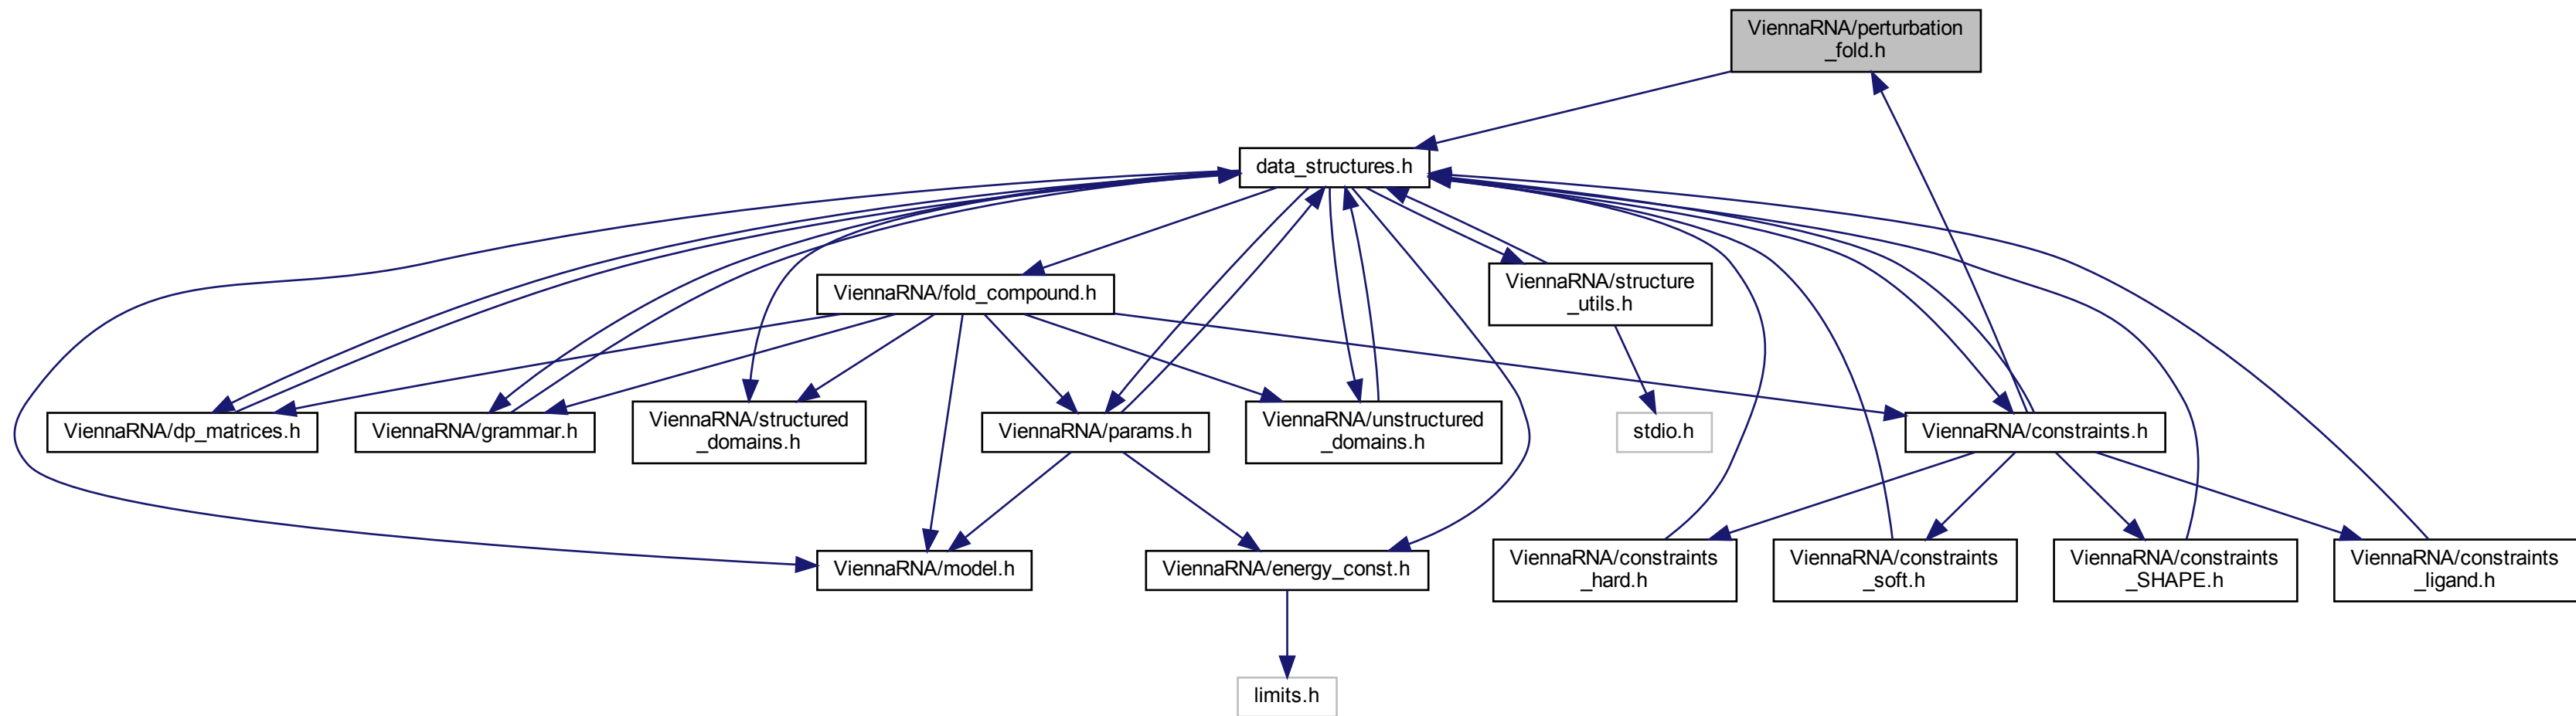 ViennaRNA/perturbation
_fold.h
data_structures.h
ViennaRNA/fold_compound.h
ViennaRNA/structure
_utils.h
ViennaRNA/dp_matrices.h
ViennaRNA/grammar.h
ViennaRNA/structured
_domains.h
ViennaRNA/params.h
ViennaRNA/unstructured
_domains.h
stdio.h
ViennaRNA/constraints.h
ViennaRNA/model.h
ViennaRNA/energy_const.h
ViennaRNA/constraints
_hard.h
ViennaRNA/constraints
_soft.h
ViennaRNA/constraints
_SHAPE.h
ViennaRNA/constraints
_ligand.h
limits.h